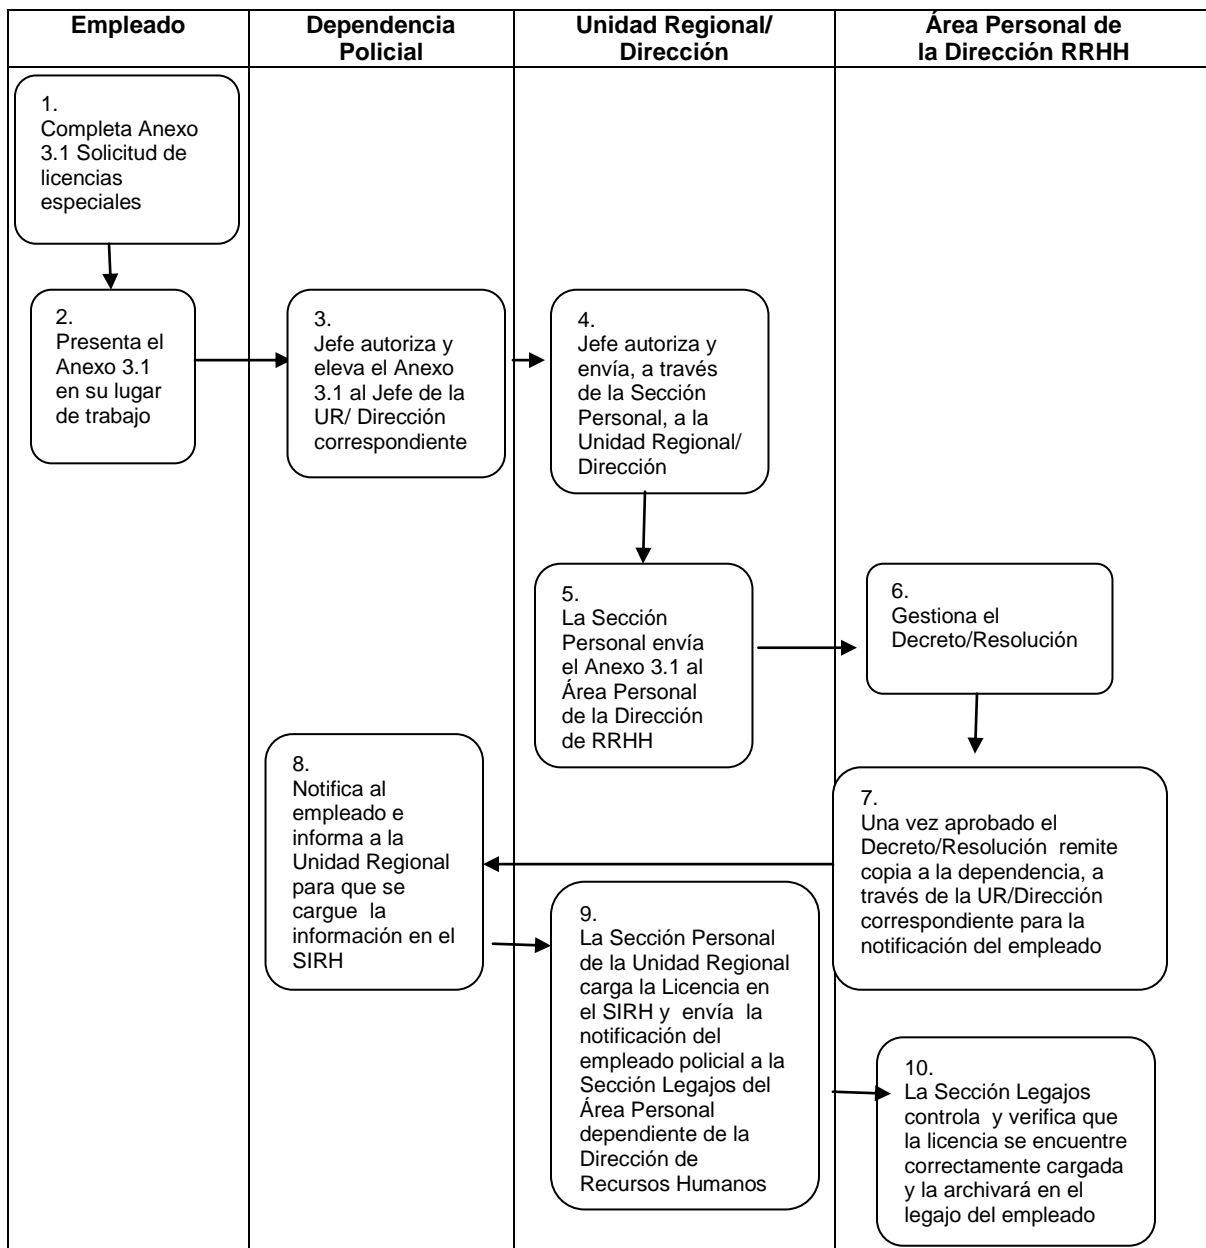 Empleado
Dependencia
Policial
Unidad Regional/
Dirección
Área Personal de
la Dirección RRHH
1.
Completa Anexo
3.1 Solicitud de
licencias
especiales
2.
Presenta el
Anexo 3.1
en su lugar
de trabajo
3.
Jefe autoriza y
eleva el Anexo
3.1 al Jefe de la
UR/ Dirección
correspondiente
4.
Jefe autoriza y
envía, a través
de la Sección
Personal, a la
Unidad Regional/
Dirección
5.
La Sección
Personal envía
el Anexo 3.1 al
Área Personal
de la Dirección
de RRHH
6.
Gestiona el
Decreto/Resolución
7.
Una vez aprobado el
Decreto/Resolución remite
copia a la dependencia, a
través de la UR/Dirección
correspondiente para la
notificación del empleado
8.
Notifica al
empleado e
informa a la
Unidad Regional
para que se
cargue la
información en el
SIRH
9.
La Sección Personal
de la Unidad Regional
carga la Licencia en
el SIRH y envía la
notificación del
empleado policial a la
Sección Legajos del
Área Personal
dependiente de la
Dirección de
Recursos Humanos
10.
La Sección Legajos
controla y verifica que
la licencia se encuentre
correctamente cargada
y la archivará en el
legajo del empleado